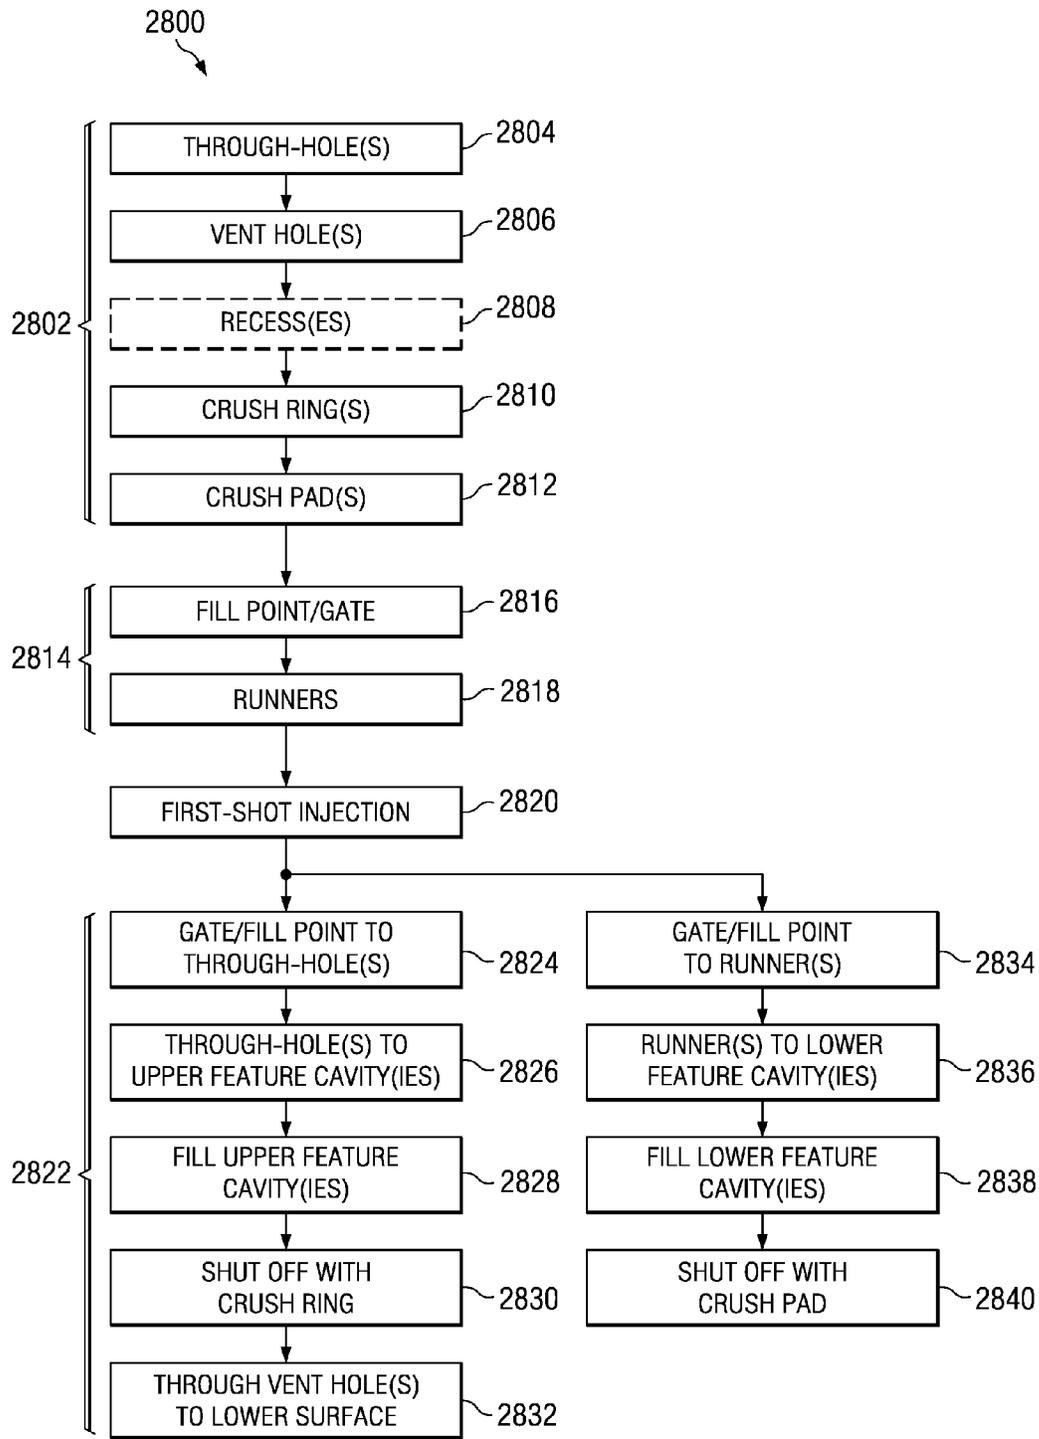 2800
THROUGH-HOLE(S)
2804
VENT HOLE(S)
2806
2802
RECESS(ES)
2808
CRUSH RING(S)
2810
CRUSH PAD(S)
2812
FILL POINT/GATE
2816
2814
RUNNERS
2818
FIRST-SHOT INJECTION
2820
GATE/FILL POINT TO
THROUGH-HOLE(S)
2824
GATE/FILL POINT
TO RUNNER(S)
2834
THROUGH-HOLE(S) TO
UPPER FEATURE CAVITY(IES)
2826
RUNNER(S) TO LOWER
FEATURE CAVITY(IES)
2836
2822
FILL UPPER FEATURE
CAVITY(IES)
2828
FILL LOWER FEATURE
CAVITY(IES)
2838
SHUT OFF WITH
CRUSH RING
2830
SHUT OFF WITH
CRUSH PAD
2840
THROUGH VENT HOLE(S)
TO LOWER SURFACE
2832